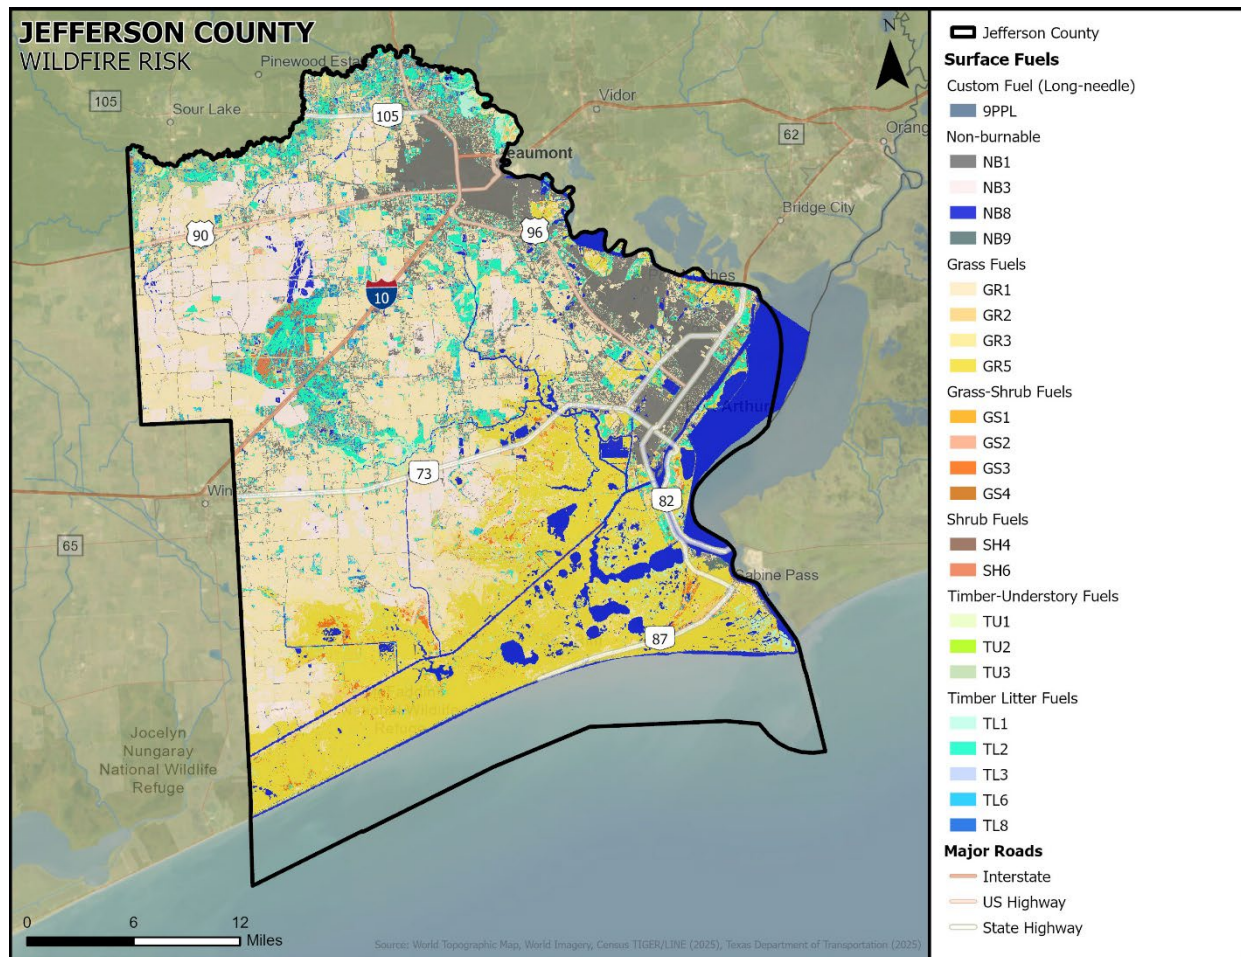 JEFFERSON COUNTY
WILDFIRE RISK
N
Pinewood Esta
105
Sour Lake
105
Vidor
62
Orang
eaumont
Bridge City
90
96
ches
10
Arthur
73
Win
82
65
Sabine Pass
87
Jocelyn
Nungaray
National Wildlife
Refuge
0
6
12
Miles
Source: World Topographic Map, World Imagery, Census TIGER/LINE (2025), Texas Department of Transportation (2025)
Jefferson County
Surface Fuels
Custom Fuel (Long-needle)
9PPL
Non-burnable
NB1
NB3
NB8
NB9
Grass Fuels
GR1
GR2
GR3
GR5
Grass-Shrub Fuels
GS1
GS2
GS3
GS4
Shrub Fuels
SH4
SH6
Timber-Understory Fuels
TU1
TU2
TU3
Timber Litter Fuels
TL1
TL2
TL3
TL6
TL8
Major Roads
Interstate
US Highway
State Highway